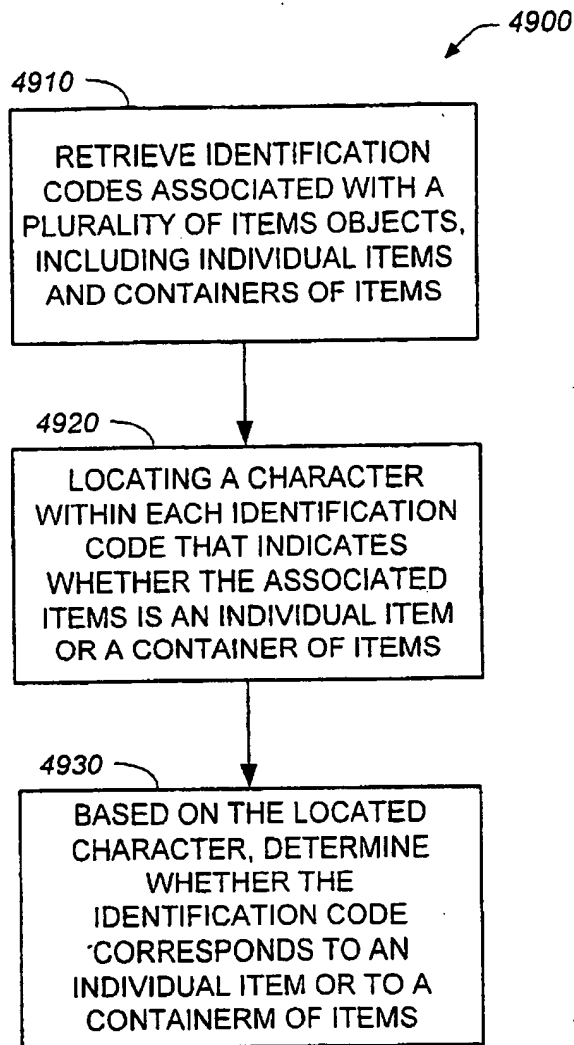 4900
4910
RETRIEVE IDENTIFICATION
CODES ASSOCIATED WITH A
PLURALITY OF ITEMS OBJECTS,
INCLUDING INDIVIDUAL ITEMS
AND CONTAINERS OF ITEMS
4920
LOCATING A CHARACTER
WITHIN EACH IDENTIFICATION
CODE THAT INDICATES
WHETHER THE ASSOCIATED
ITEMS IS AN INDIVIDUAL ITEM
OR A CONTAINER OF ITEMS
4930
BASED ON THE LOCATED
CHARACTER, DETERMINE
WHETHER THE
IDENTIFICATION CODE
CORRESPONDS TO AN
INDIVIDUAL ITEM OR TO A
CONTAINERM OF ITEMS